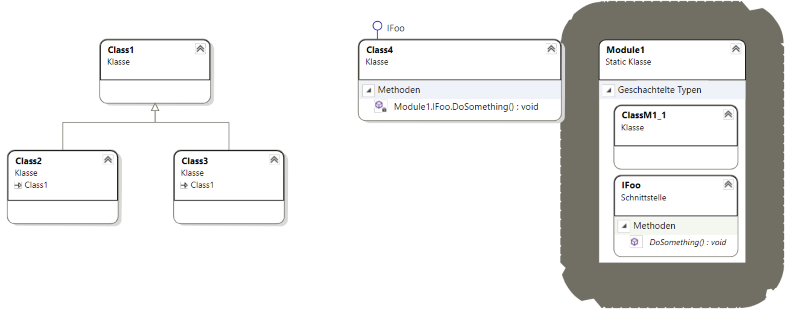 Class1
Klasse
Class2
Klasse
Class1
Class3
Klasse
Class1
IFoo
Class4
Klasse
Methoden
Module1.IFoo.DoSomething() : void
Module1
Static Klasse
Geschachtelte Typen
ClassM1_1
Klasse
IFoo
Schnittstelle
Methoden
DoSomething() : void